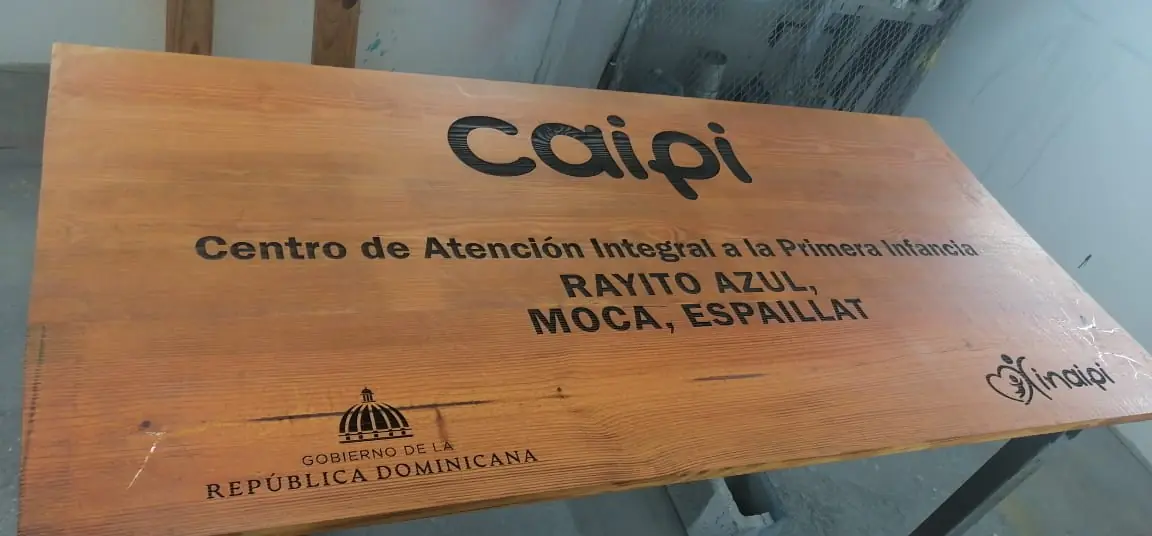 caipi
Centro de Atención Integral a la Primera Infancia
RAYITO AZUL,
MOCA, ESPAILLAT
GOBIERNO DE LA
REPÚBLICA DOMINICANA
inaipi